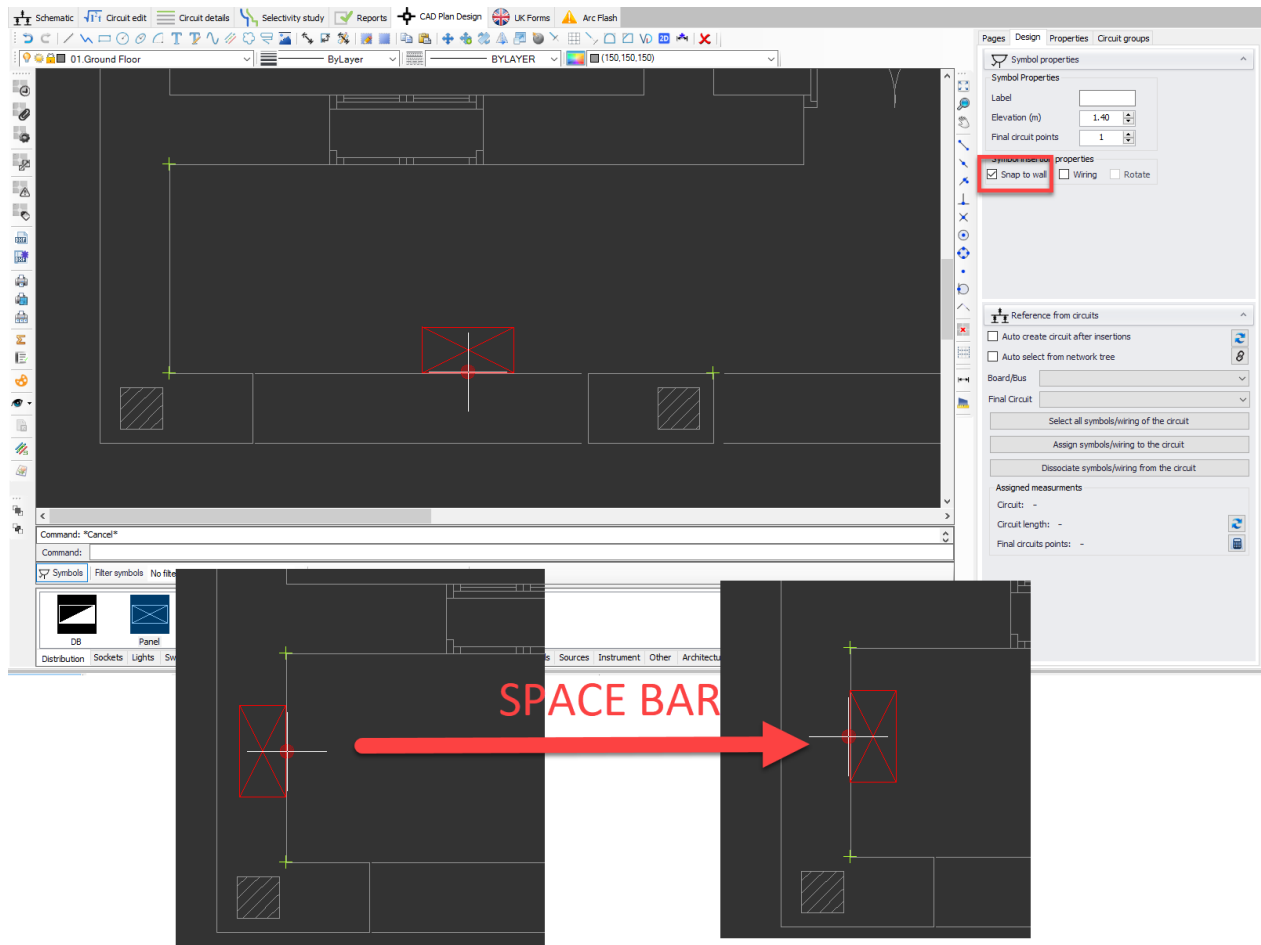 Schematic Circuit edit Circuit details Selectivity study Reports CAD Plan Design UK Forms Arc Flash
01.Ground Floor ByLayer BYLAYER (150,150,150)
Pages Design Properties Circuit groups
Symbol properties
Symbol Properties
Label
Elevation (m) 1.40
Final circuit points 1
Symbol insertion properties
Snap to wall Wiring Rotate
Reference from circuits
Auto create circuit after insertions
Auto select from network tree
Board/Bus
Final Circuit
Select all symbols/wiring of the circuit
Assign symbols/wiring to the circuit
Dissociate symbols/wiring from the circuit
Assigned measurments
Circuit: -
Circuit length: -
Final circuits points: -
Command: *Cancel*
Command:
Symbols Filter symbols No filte
DB Panel
Distribution Sockets Lights Sw
s Sources Instrument Other Architectu
SPACE BAR